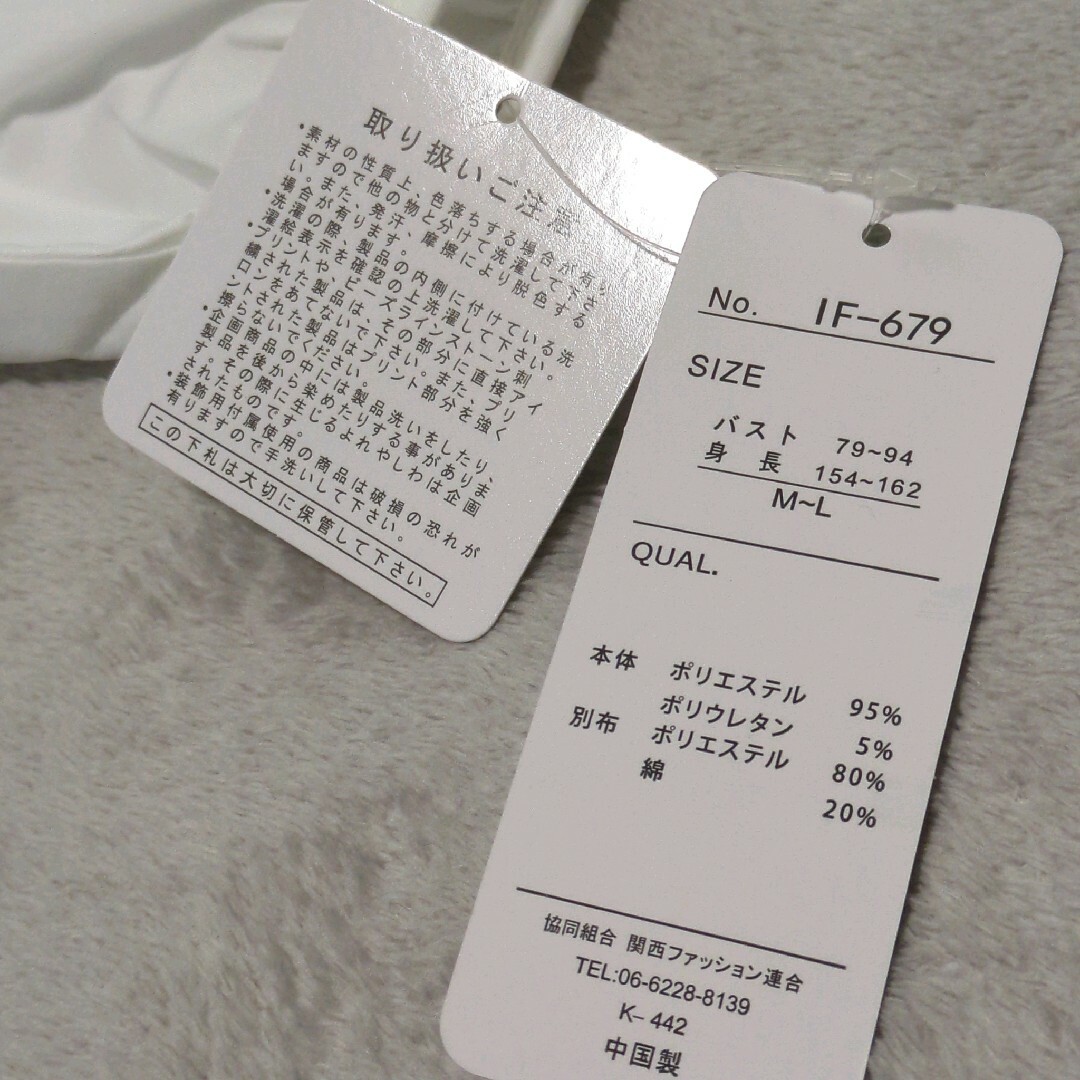 取り扱いご注意
・素材の性質上、色落ちする場合が有り
ますので他の物と分けて洗濯して下さ
い。また、発汗、摩擦により脱色する
場合が有ります。
・洗濯の際、製品の内側に付けている洗
濯絵表示を確認の上洗濯して下さい。
・プリント製品、ビーズラインストーン刺
繍された製品は、その部分に直接アイ
ロンをあてないで下さい。また、プリ
ントされた製品はプリント部分を強く
擦らないでください。
・企画商品の中には製品洗いをしたり、
製品を後から染めたりする事がありま
す。その際に生じるよれやしわは企画
されたものです。
・装飾用付属使用の商品は破損の恐れが
有りますので手洗いして下さい。
この下札は大切に保管して下さい。
No. IF-679
SIZE
バスト 79~94
身長 154~162
M~L
QUAL.
本体 ポリエステル 95%
ポリウレタン 5%
別布 ポリエステル 80%
綿 20%
協同組合 関西ファッション連合
TEL:06-6228-8139
K-442
中国製